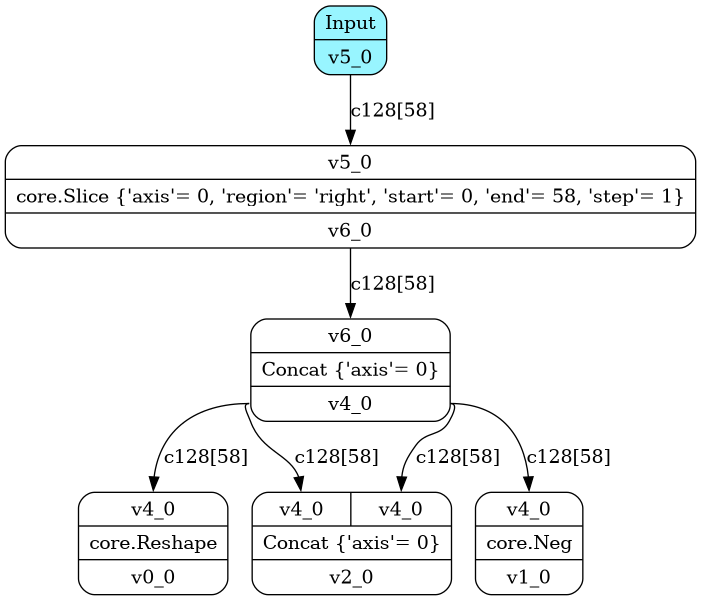 Input
v5_0
c128[58]
v5_0
core.Slice {'axis'= 0, 'region'= 'right', 'start'= 0, 'end'= 58, 'step'= 1}
v6_0
c128[58]
v6_0
Concat {'axis'= 0}
v4_0
c128[58] c128[58] c128[58] c128[58]
v4_0 v4_0 v4_0 v4_0
core.Reshape Concat {'axis'= 0} core.Neg
v0_0 v2_0 v1_0